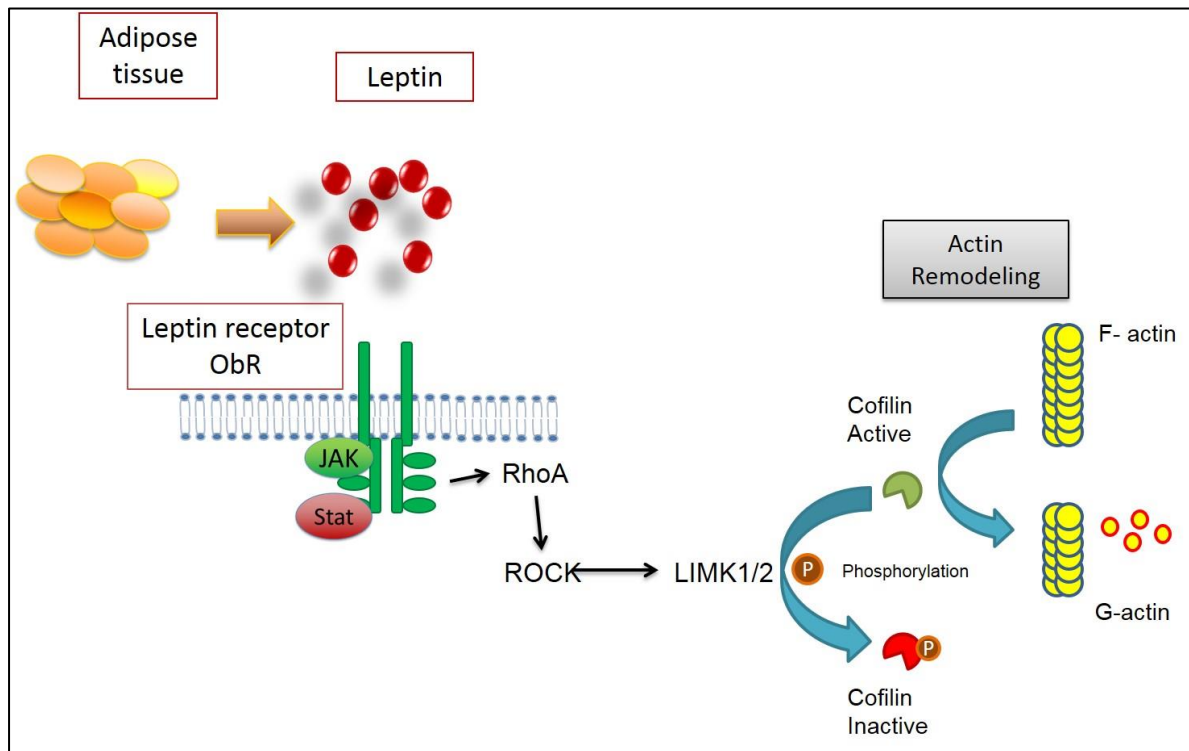 Adipose
tissue
Leptin
Leptin receptor
ObR
JAK
Stat
RhoA
ROCK
LIMK1/2
P
Phosphorylation
Cofilin
Active
P
Cofilin
Inactive
Actin
Remodeling
F- actin
G-actin